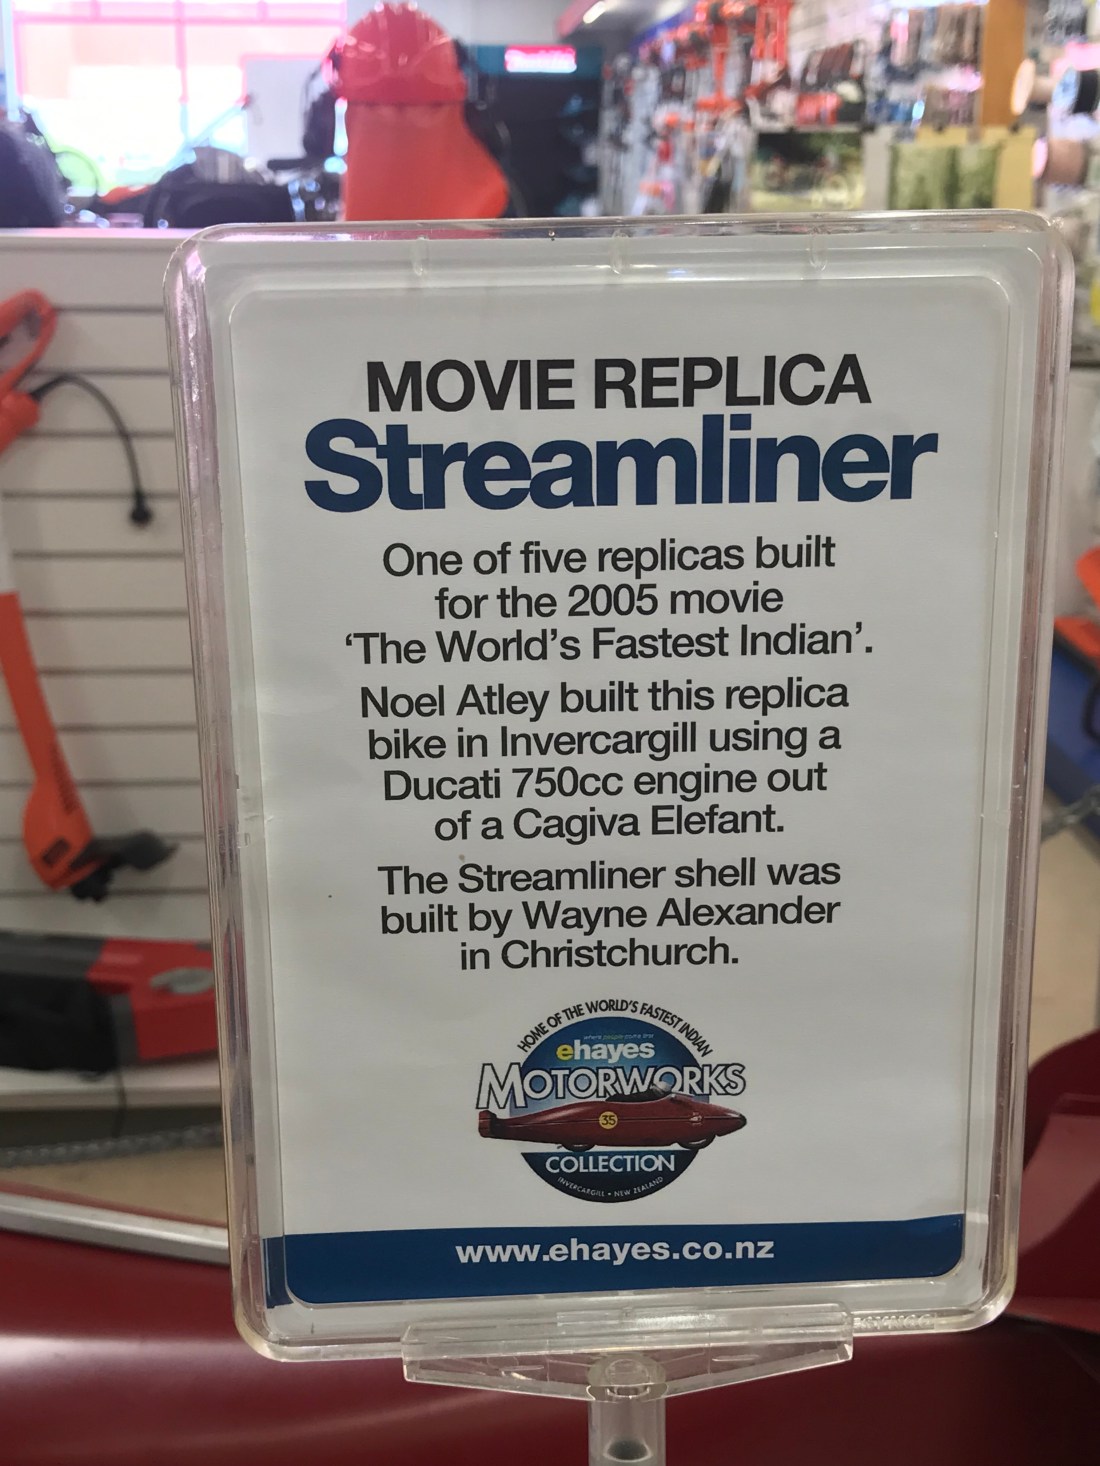 MOVIE REPLICA
Streamliner
One of five replicas built
for the 2005 movie
‘The World’s Fastest Indian’.
Noel Atley built this replica
bike in Invercargill using a
Ducati 750cc engine out
of a Cagiva Elefant.
The Streamliner shell was
built by Wayne Alexander
in Christchurch.
HOME OF THE WORLD'S FASTEST INDIAN
ehayes
MOTORWORKS
35
COLLECTION
INVERCARGILL • NEW ZEALAND
www.ehayes.co.nz